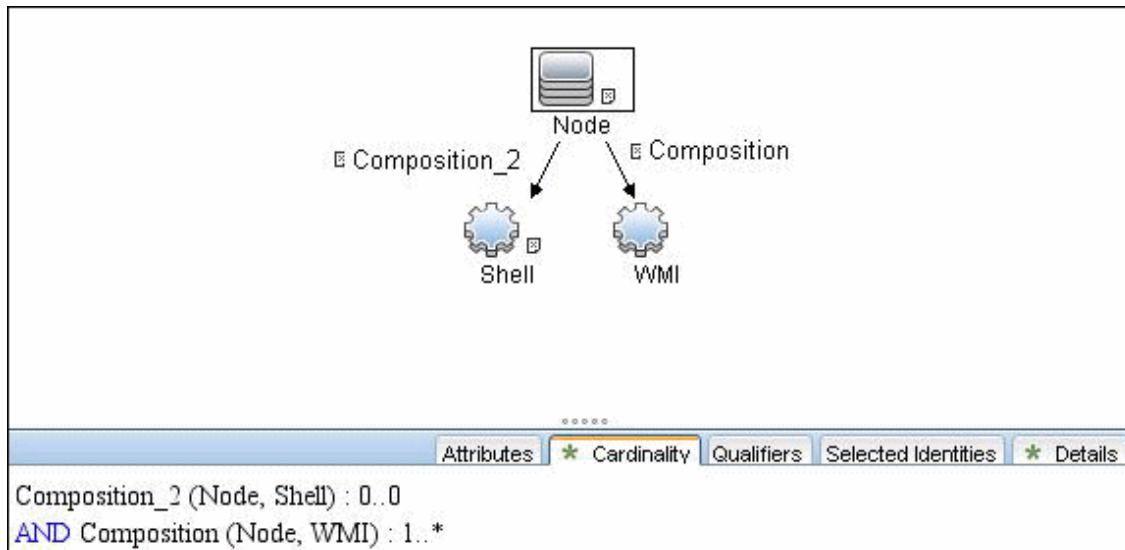 Node
Composition_2
Composition
Shell
WMI
Attributes * Cardinality Qualifiers Selected Identities * Details
Composition_2 (Node, Shell) : 0..0
AND Composition (Node, WMI) : 1..*